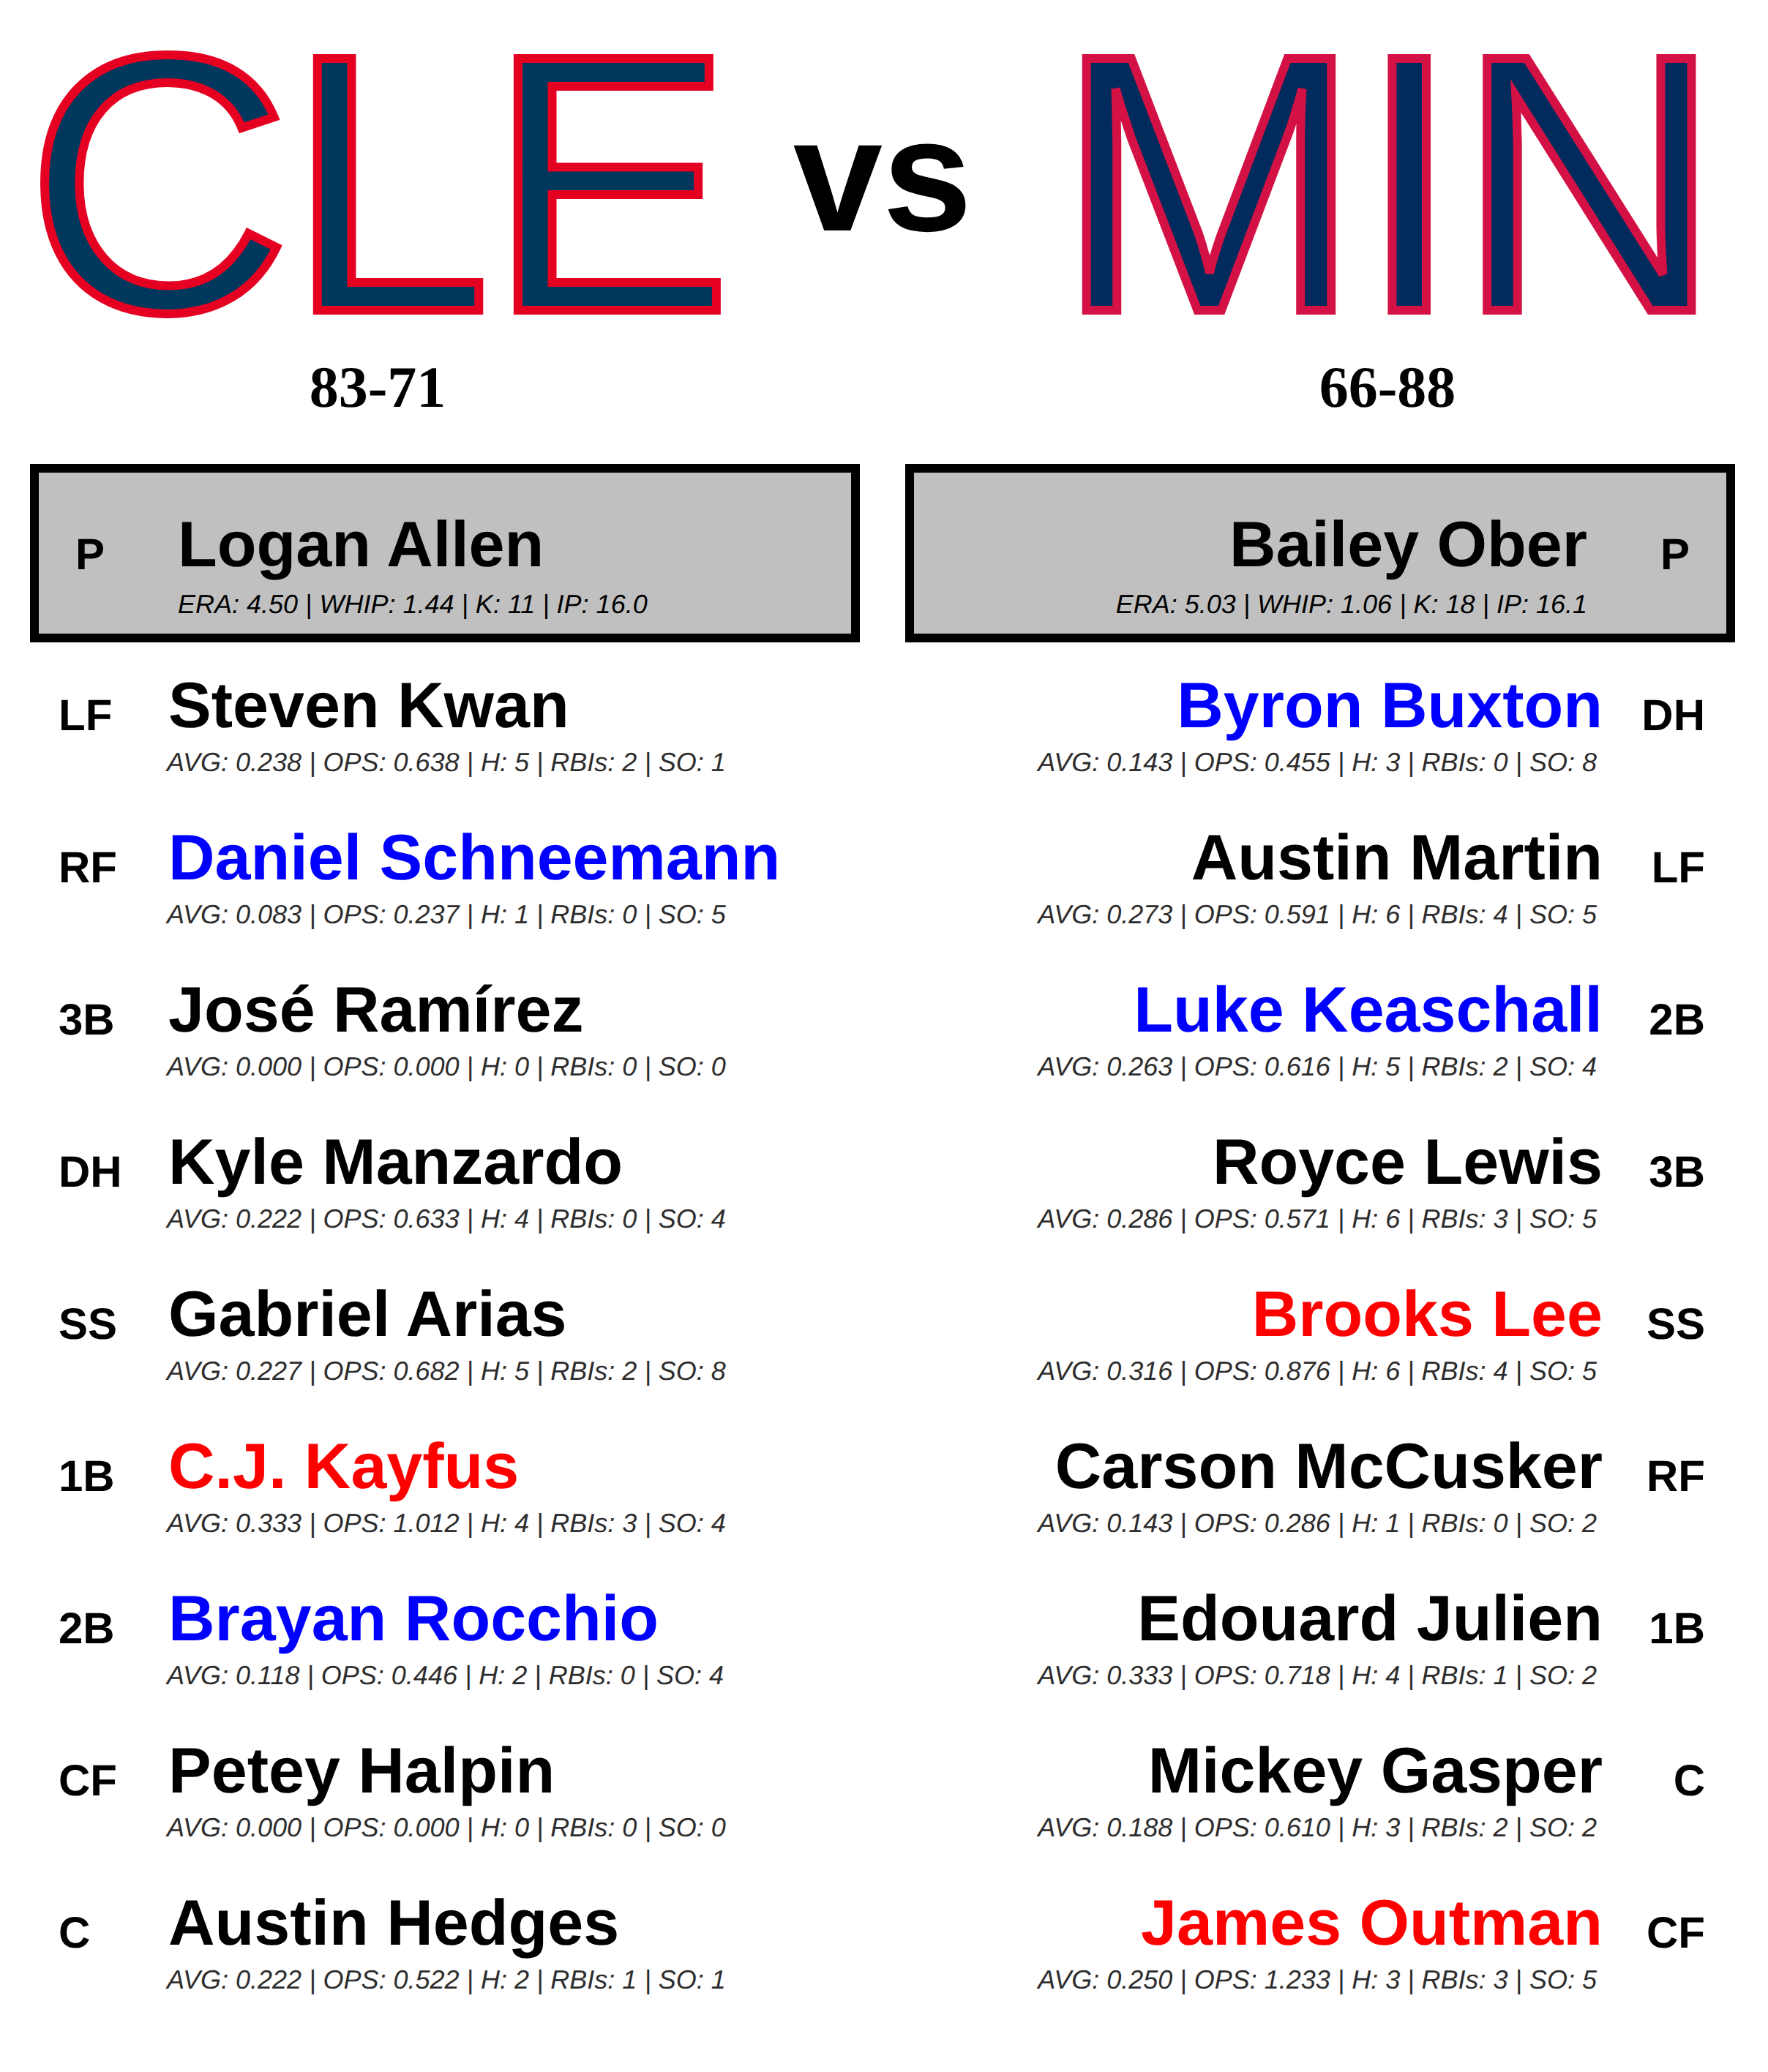 CLE vs MIN
83-71
66-88
P Logan Allen
ERA: 4.50 | WHIP: 1.44 | K: 11 | IP: 16.0
Bailey Ober P
ERA: 5.03 | WHIP: 1.06 | K: 18 | IP: 16.1
LF Steven Kwan
AVG: 0.238 | OPS: 0.638 | H: 5 | RBIs: 2 | SO: 1
RF Daniel Schneemann
AVG: 0.083 | OPS: 0.237 | H: 1 | RBIs: 0 | SO: 5
3B José Ramírez
AVG: 0.000 | OPS: 0.000 | H: 0 | RBIs: 0 | SO: 0
DH Kyle Manzardo
AVG: 0.222 | OPS: 0.633 | H: 4 | RBIs: 0 | SO: 4
SS Gabriel Arias
AVG: 0.227 | OPS: 0.682 | H: 5 | RBIs: 2 | SO: 8
1B C.J. Kayfus
AVG: 0.333 | OPS: 1.012 | H: 4 | RBIs: 3 | SO: 4
2B Brayan Rocchio
AVG: 0.118 | OPS: 0.446 | H: 2 | RBIs: 0 | SO: 4
CF Petey Halpin
AVG: 0.000 | OPS: 0.000 | H: 0 | RBIs: 0 | SO: 0
C Austin Hedges
AVG: 0.222 | OPS: 0.522 | H: 2 | RBIs: 1 | SO: 1
Byron Buxton DH
AVG: 0.143 | OPS: 0.455 | H: 3 | RBIs: 0 | SO: 8
Austin Martin LF
AVG: 0.273 | OPS: 0.591 | H: 6 | RBIs: 4 | SO: 5
Luke Keaschall 2B
AVG: 0.263 | OPS: 0.616 | H: 5 | RBIs: 2 | SO: 4
Royce Lewis 3B
AVG: 0.286 | OPS: 0.571 | H: 6 | RBIs: 3 | SO: 5
Brooks Lee SS
AVG: 0.316 | OPS: 0.876 | H: 6 | RBIs: 4 | SO: 5
Carson McCusker RF
AVG: 0.143 | OPS: 0.286 | H: 1 | RBIs: 0 | SO: 2
Edouard Julien 1B
AVG: 0.333 | OPS: 0.718 | H: 4 | RBIs: 1 | SO: 2
Mickey Gasper C
AVG: 0.188 | OPS: 0.610 | H: 3 | RBIs: 2 | SO: 2
James Outman CF
AVG: 0.250 | OPS: 1.233 | H: 3 | RBIs: 3 | SO: 5